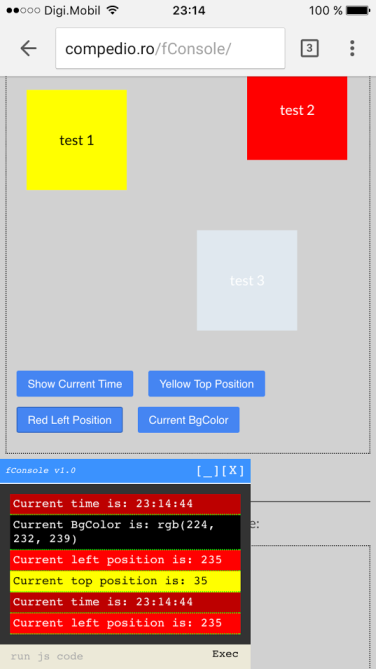 Digi.Mobil 23:14 100 %
compedio.ro/fConsole/ 3
test 2
test 1
test 3
Show Current Time Yellow Top Position
Red Left Position Current BgColor
fConsole v1.0 [_][X]
Current time is: 23:14:44
Current BgColor is: rgb(224,
232, 239)
e:
Current left position is: 235
Current top position is: 35
Current time is: 23:14:44
Current left position is: 235
run js code Exec